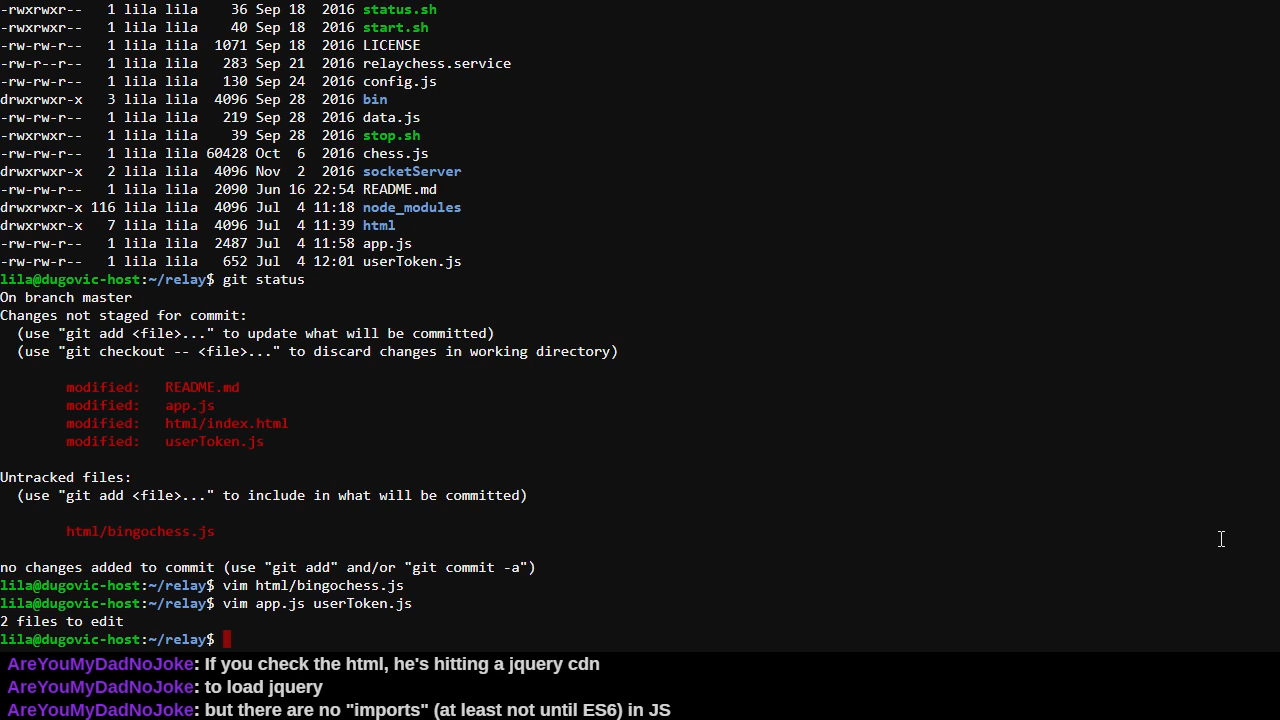 -rwxrwxr-- 1 lila lila 36 Sep 18 2016 status.sh
-rwxrwxr-- 1 lila lila 40 Sep 18 2016 start.sh
-rw-rw-r-- 1 lila lila 1071 Sep 18 2016 LICENSE
-rw-r--r-- 1 lila lila 283 Sep 21 2016 relaychess.service
-rw-rw-r-- 1 lila lila 130 Sep 24 2016 config.js
drwxrwxr-x 3 lila lila 4096 Sep 28 2016 bin
-rw-rw-r-- 1 lila lila 219 Sep 28 2016 data.js
-rwxrwxr-- 1 lila lila 39 Sep 28 2016 stop.sh
-rw-rw-r-- 1 lila lila 60428 Oct 6 2016 chess.js
drwxrwxr-x 2 lila lila 4096 Nov 2 2016 socketServer
-rw-rw-r-- 1 lila lila 2090 Jun 16 22:54 README.md
drwxrwxr-x 116 lila lila 4096 Jul 4 11:18 node_modules
drwxrwxr-x 7 lila lila 4096 Jul 4 11:39 html
-rw-rw-r-- 1 lila lila 2487 Jul 4 11:58 app.js
-rw-rw-r-- 1 lila lila 652 Jul 4 12:01 userToken.js
lila@dugovic-host:~/relay$ git status
On branch master
Changes not staged for commit:
(use "git add <file>..." to update what will be committed)
(use "git checkout -- <file>..." to discard changes in working directory)
modified: README.md
modified: app.js
modified: html/index.html
modified: userToken.js
Untracked files:
(use "git add <file>..." to include in what will be committed)
html/bingochess.js
no changes added to commit (use "git add" and/or "git commit -a")
lila@dugovic-host:~/relay$ vim html/bingochess.js
lila@dugovic-host:~/relay$ vim app.js userToken.js
2 files to edit
lila@dugovic-host:~/relay$
AreYouMyDadNoJoke: If you check the html, he's hitting a jquery cdn
AreYouMyDadNoJoke: to load jquery
AreYouMyDadNoJoke: but there are no "imports" (at least not until ES6) in JS